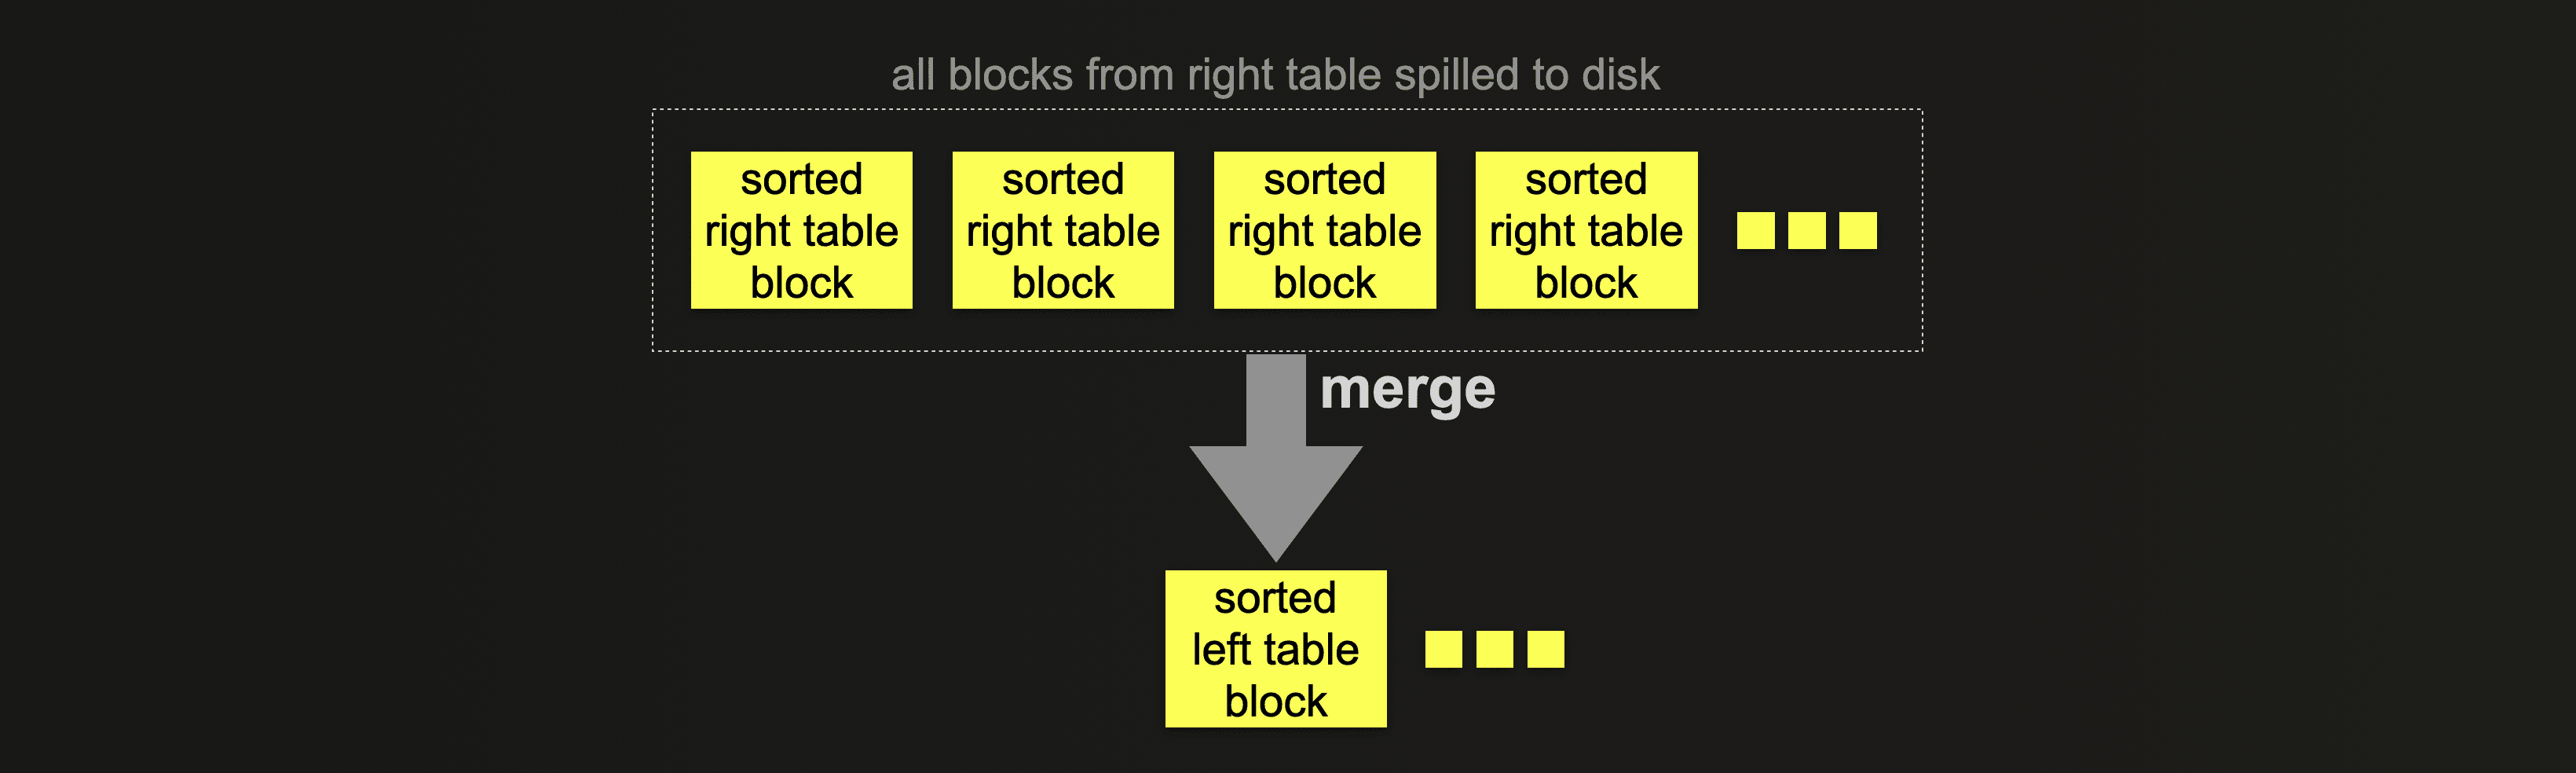 all blocks from right table spilled to disk
sorted
right table
block
sorted
right table
block
sorted
right table
block
sorted
right table
block
merge
sorted
left table
block